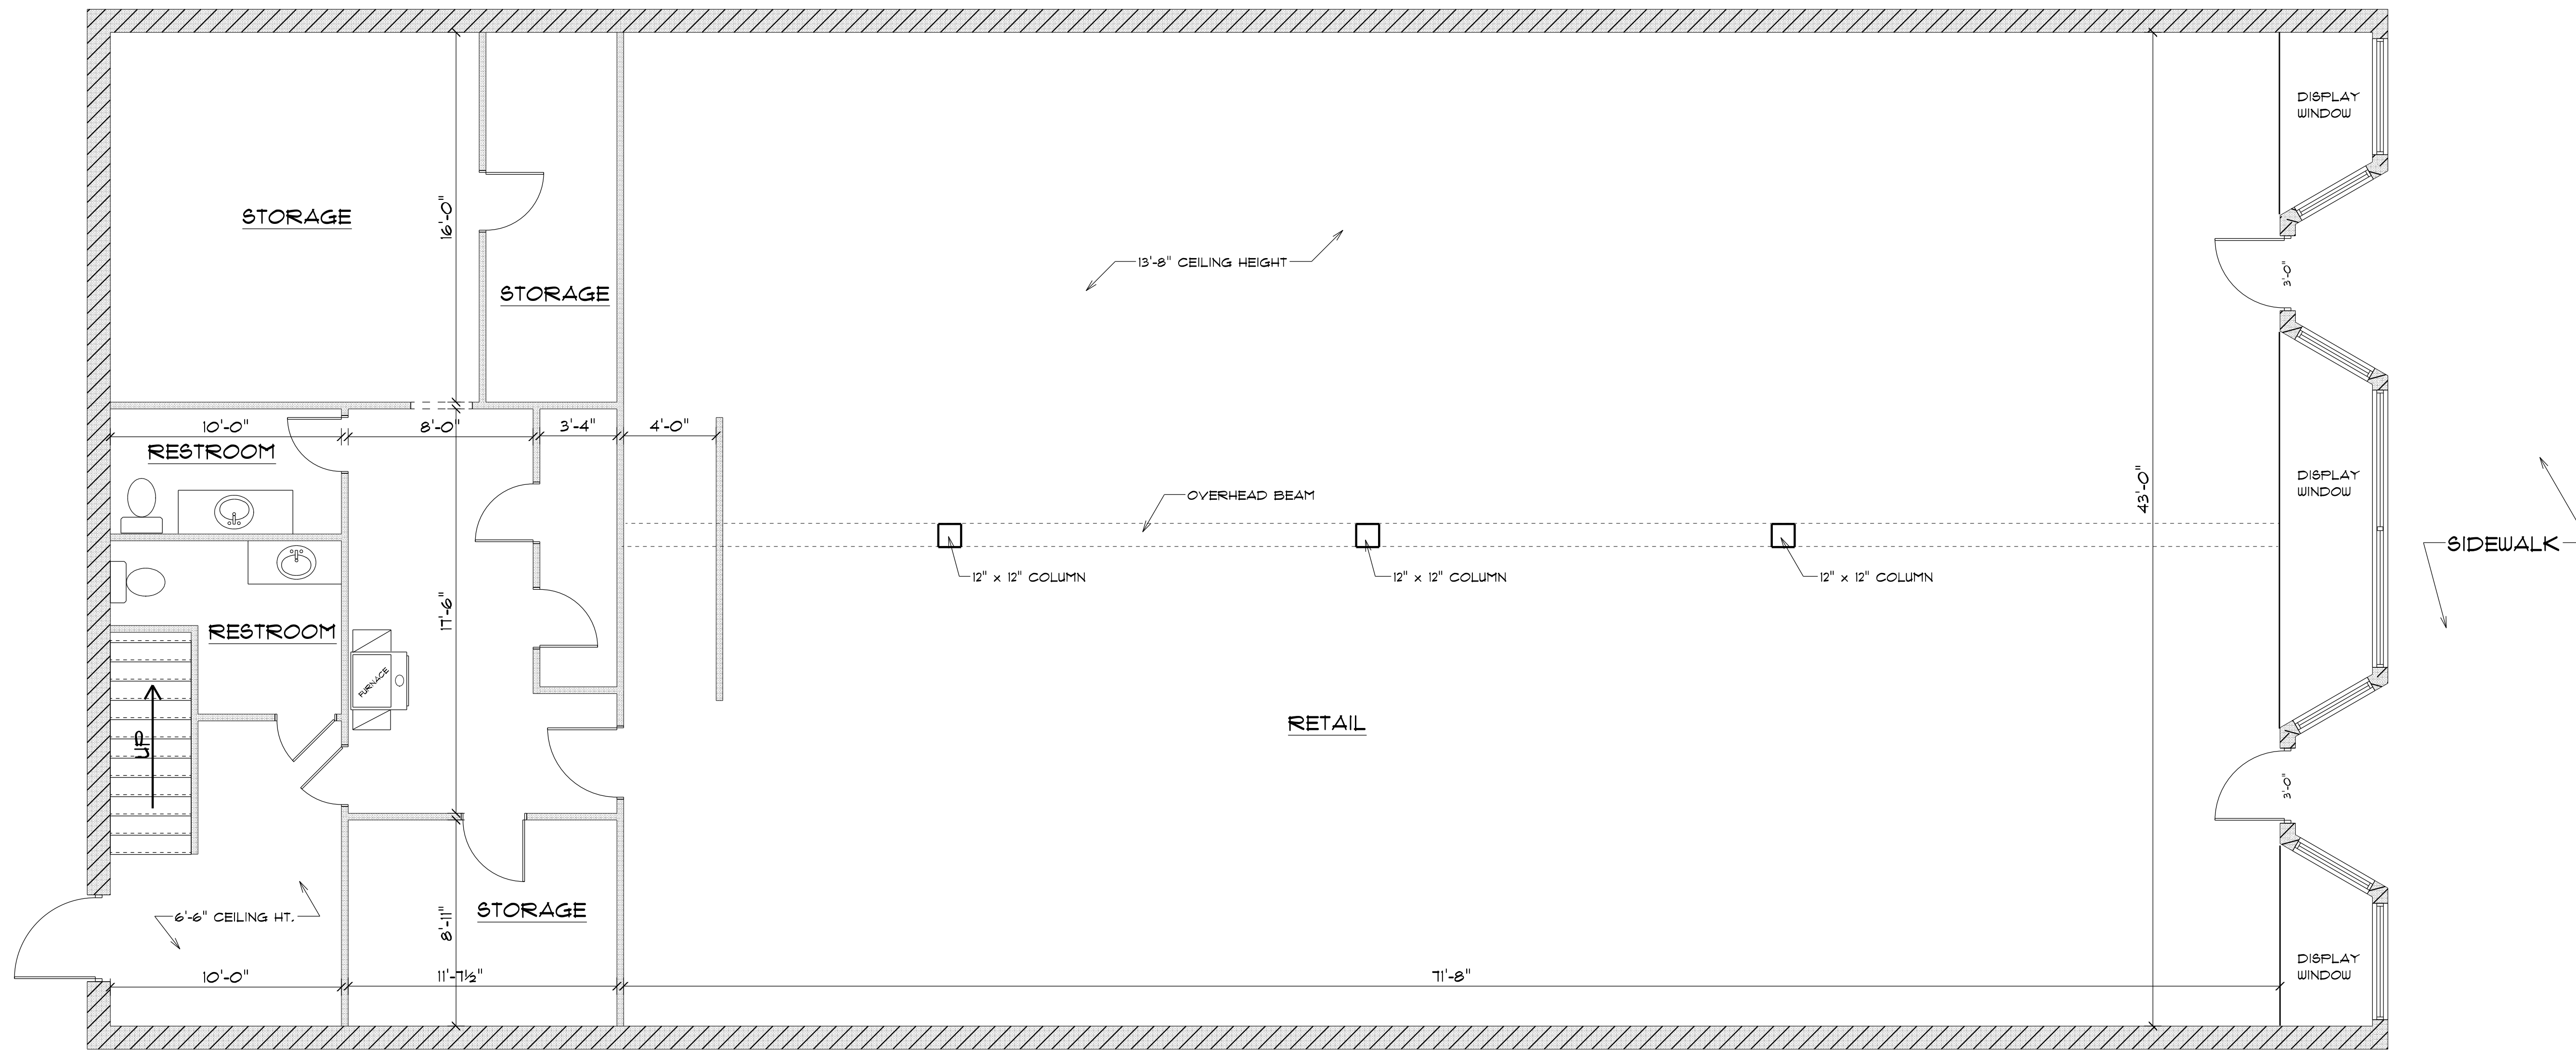 DISPLAY
WINDOW
STORAGE
16'-0"
13'-8" CEILING HEIGHT
3'-0"
STORAGE
10'-0"
8'-0"
3'-4"
4'-0"
RESTROOM
43'-0"
DISPLAY
WINDOW
OVERHEAD BEAM
SIDEWALK
12" x 12" COLUMN
12" x 12" COLUMN
12" x 12" COLUMN
17'-6"
RESTROOM
FURNACE
UP
RETAIL
3'-0"
6'-6" CEILING HT.
8'-11"
STORAGE
DISPLAY
WINDOW
10'-0"
11'-7½"
71'-8"